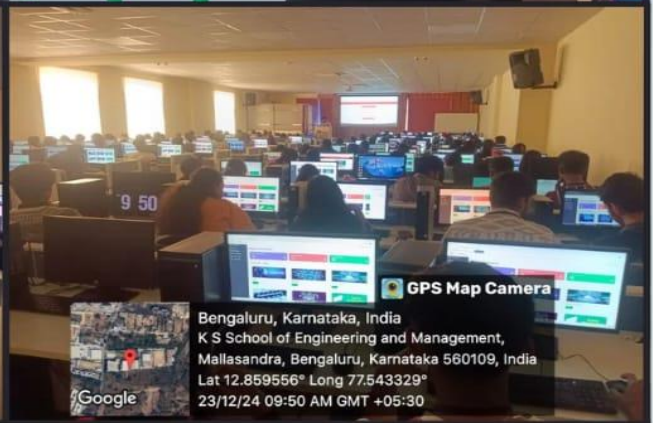 9 50
GPS Map Camera
Bengaluru, Karnataka, India
K S School of Engineering and Management,
Mallasandra, Bengaluru, Karnataka 560109, India
Lat 12.859556° Long 77.543329°
23/12/24 09:50 AM GMT +05:30
Google